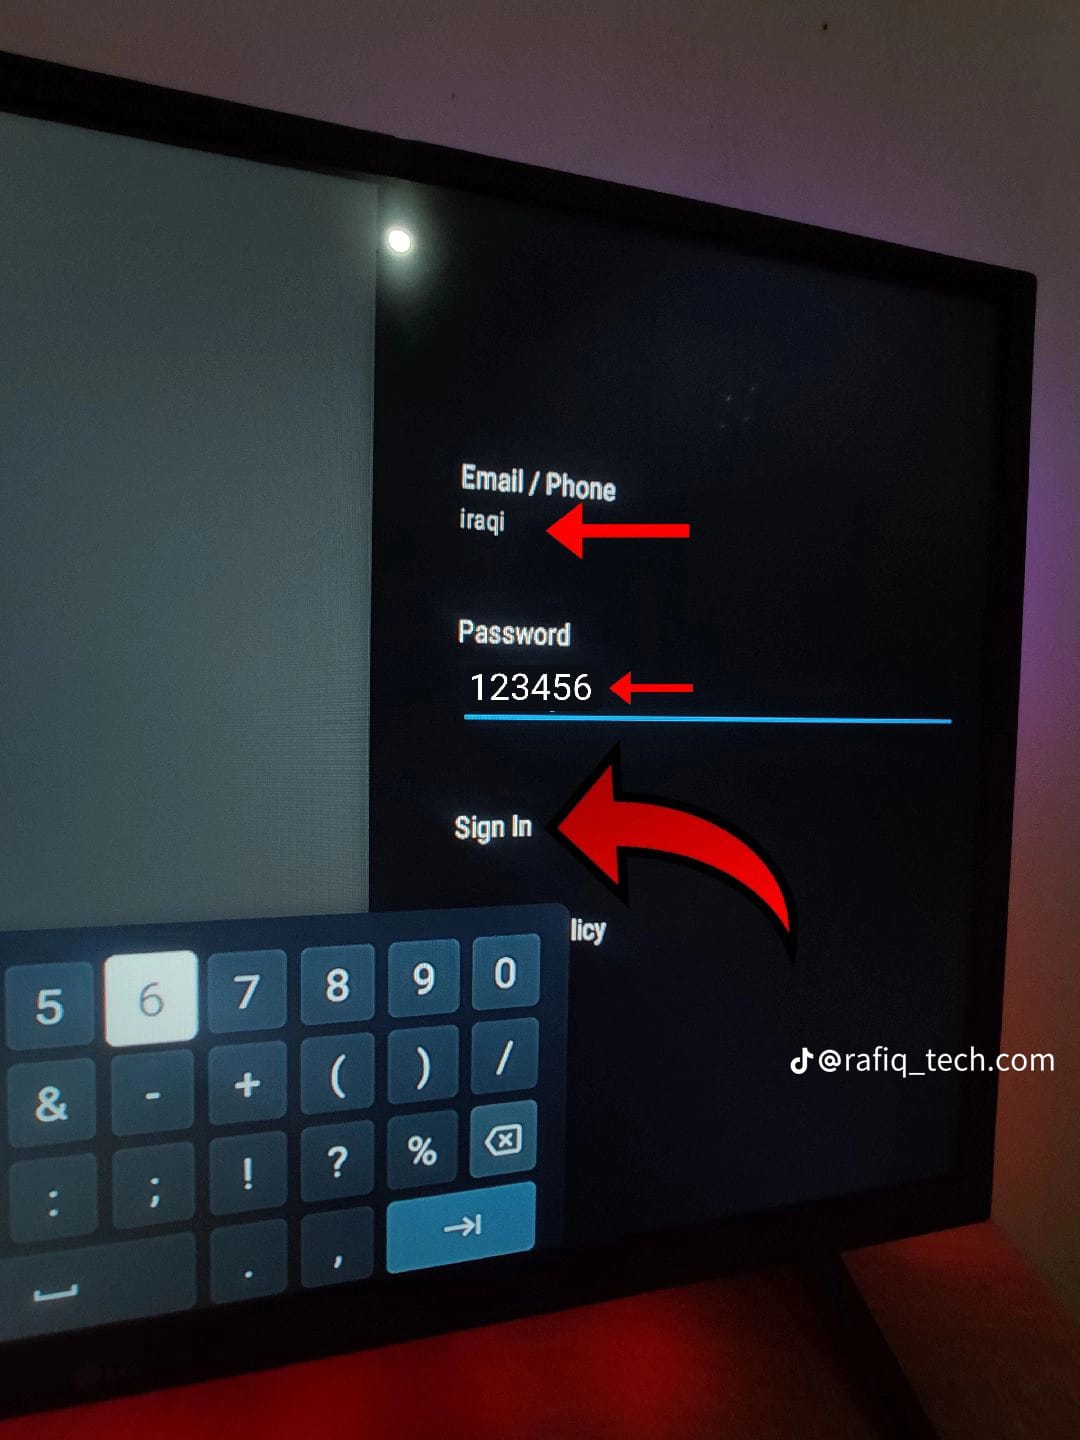 Email / Phone
iraqi
Password
123456
Sign In
licy
@rafiq_tech.com
5 6 7 8 9 0
& - + ( ) /
: ; ! ? %
. ,